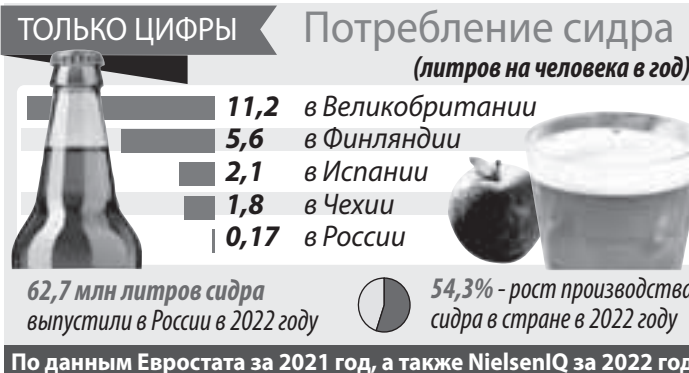 ТОЛЬКО ЦИФРЫ
Потребление сидра
(литров на человека в год)
11,2 в Великобритании
5,6 в Финляндии
2,1 в Испании
1,8 в Чехии
0,17 в России
62,7 млн литров сидра
выпустили в России в 2022 году
54,3% - рост производства
сидра в стране в 2022 году
По данным Евростата за 2021 год, а также NielsenIQ за 2022 год